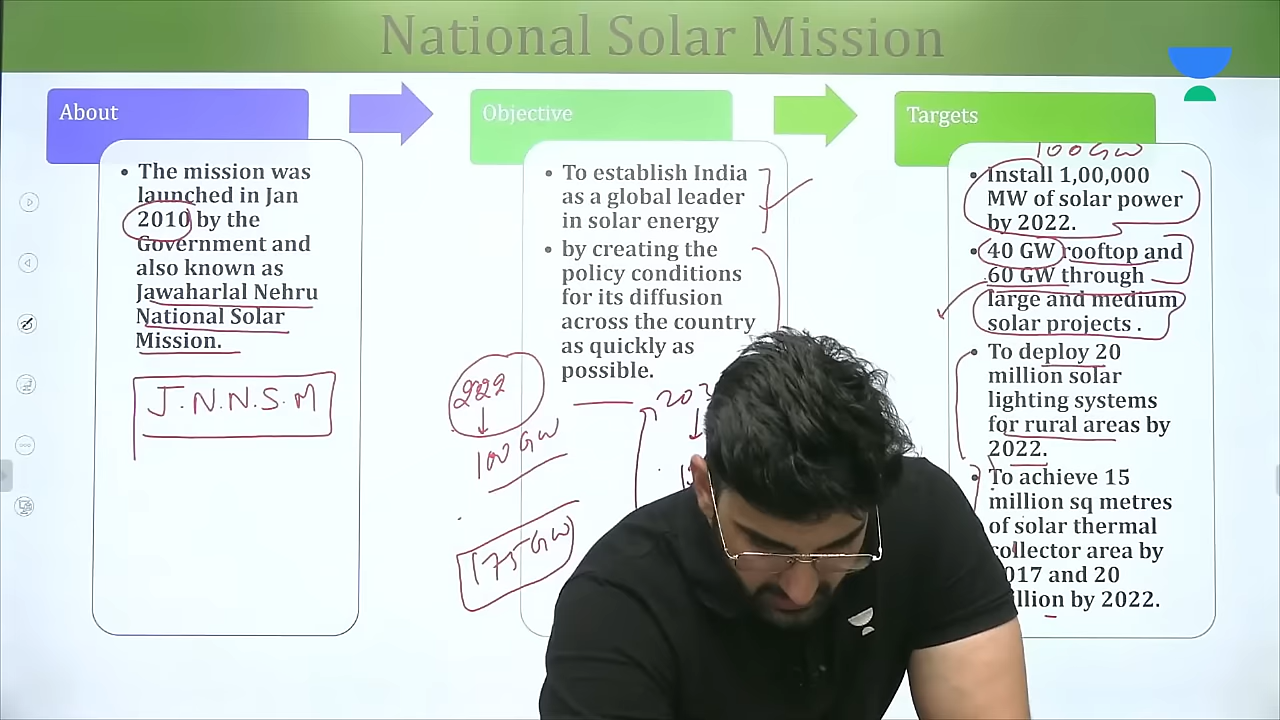 National Solar Mission
About
• The mission was
launched in Jan
2010 by the
Government and
also known as
Jawaharlal Nehru
National Solar
Mission.
J.N.N.S.M
Objective
• To establish India
as a global leader
in solar energy
• by creating the
policy conditions
for its diffusion
across the country
as quickly as
possible.
100 GW
175 GW
Targets
100 GW
• Install 1,00,000
MW of solar power
by 2022.
• 40 GW rooftop and
60 GW through
large and medium
solar projects .
• To deploy 20
million solar
lighting systems
for rural areas by
2022.
• To achieve 15
million sq metres
of solar thermal
collector area by
017 and 20
illion by 2022.